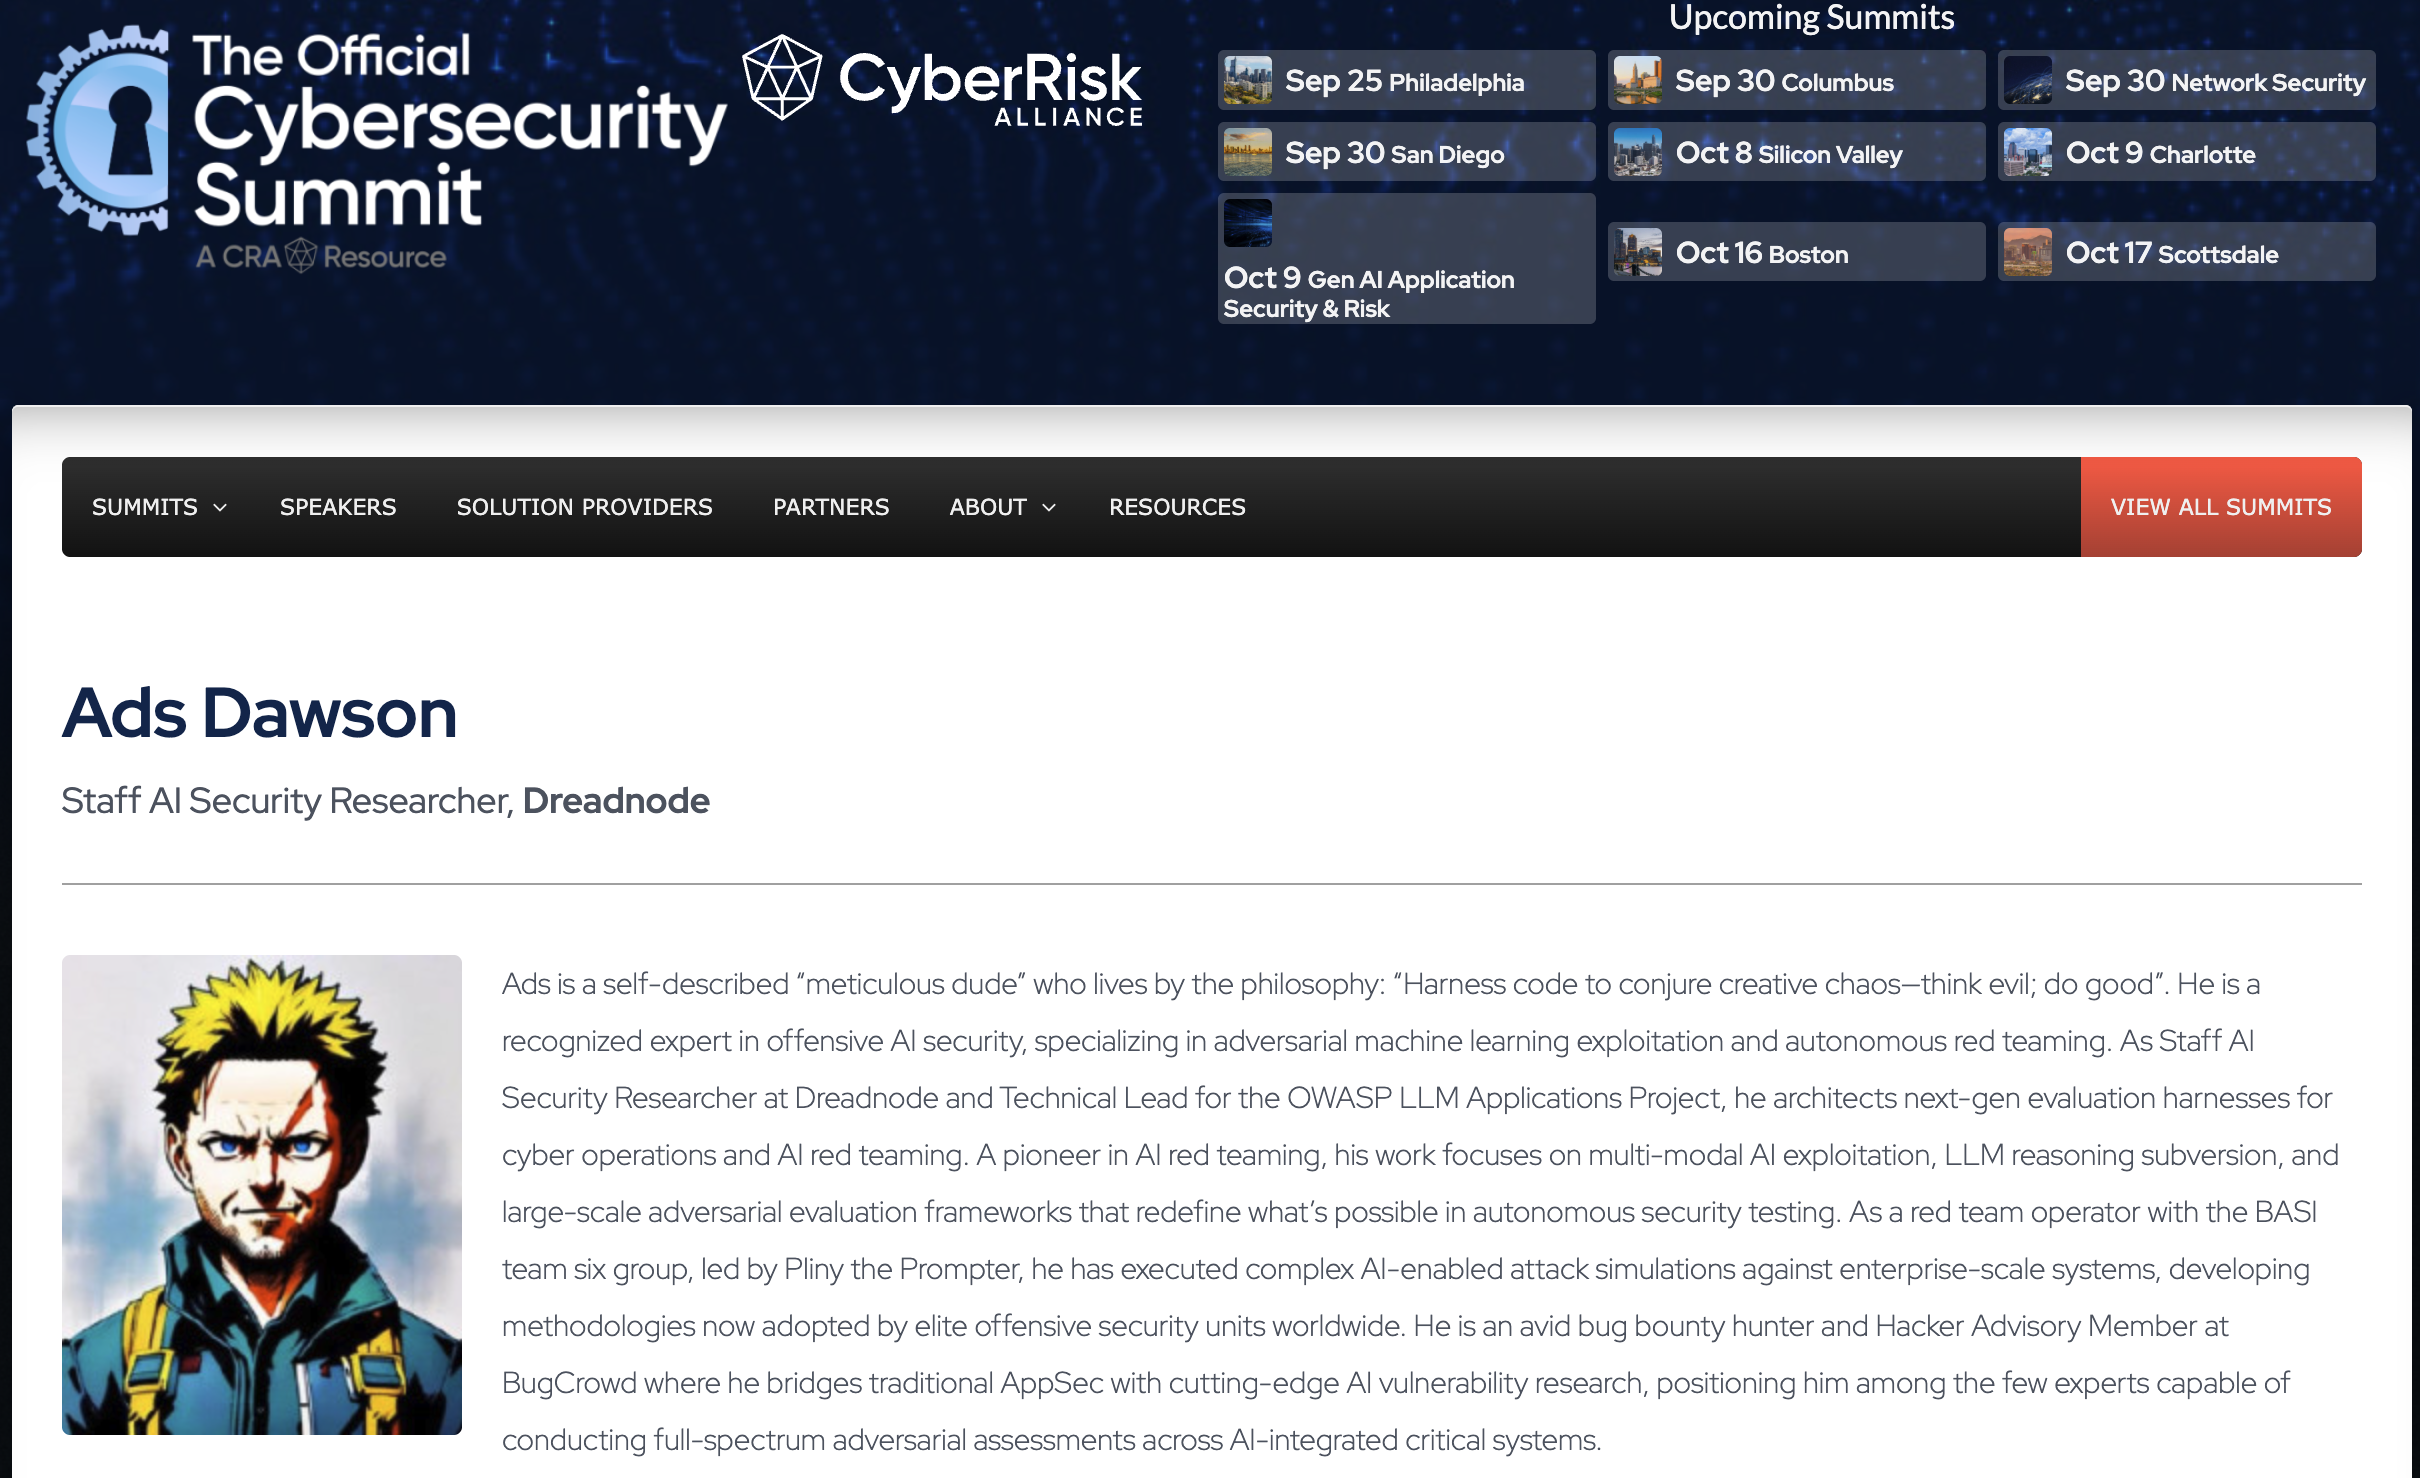 The Official
Cybersecurity
Summit
A CRA Resource
CyberRisk
ALLIANCE
Upcoming Summits
Sep 25 Philadelphia
Sep 30 Columbus
Sep 30 Network Security
Sep 30 San Diego
Oct 8 Silicon Valley
Oct 9 Charlotte
Oct 9 Gen AI Application
Security & Risk
Oct 16 Boston
Oct 17 Scottsdale
SUMMITS
SPEAKERS
SOLUTION PROVIDERS
PARTNERS
ABOUT
RESOURCES
VIEW ALL SUMMITS
Ads Dawson
Staff AI Security Researcher, Dreadnode
Ads is a self-described “meticulous dude” who lives by the philosophy: “Harness code to conjure creative chaos—think evil; do good”. He is a
recognized expert in offensive AI security, specializing in adversarial machine learning exploitation and autonomous red teaming. As Staff AI
Security Researcher at Dreadnode and Technical Lead for the OWASP LLM Applications Project, he architects next-gen evaluation harnesses for
cyber operations and AI red teaming. A pioneer in AI red teaming, his work focuses on multi-modal AI exploitation, LLM reasoning subversion, and
large-scale adversarial evaluation frameworks that redefine what’s possible in autonomous security testing. As a red team operator with the BASI
team six group, led by Pliny the Prompter, he has executed complex AI-enabled attack simulations against enterprise-scale systems, developing
methodologies now adopted by elite offensive security units worldwide. He is an avid bug bounty hunter and Hacker Advisory Member at
BugCrowd where he bridges traditional AppSec with cutting-edge AI vulnerability research, positioning him among the few experts capable of
conducting full-spectrum adversarial assessments across AI-integrated critical systems.